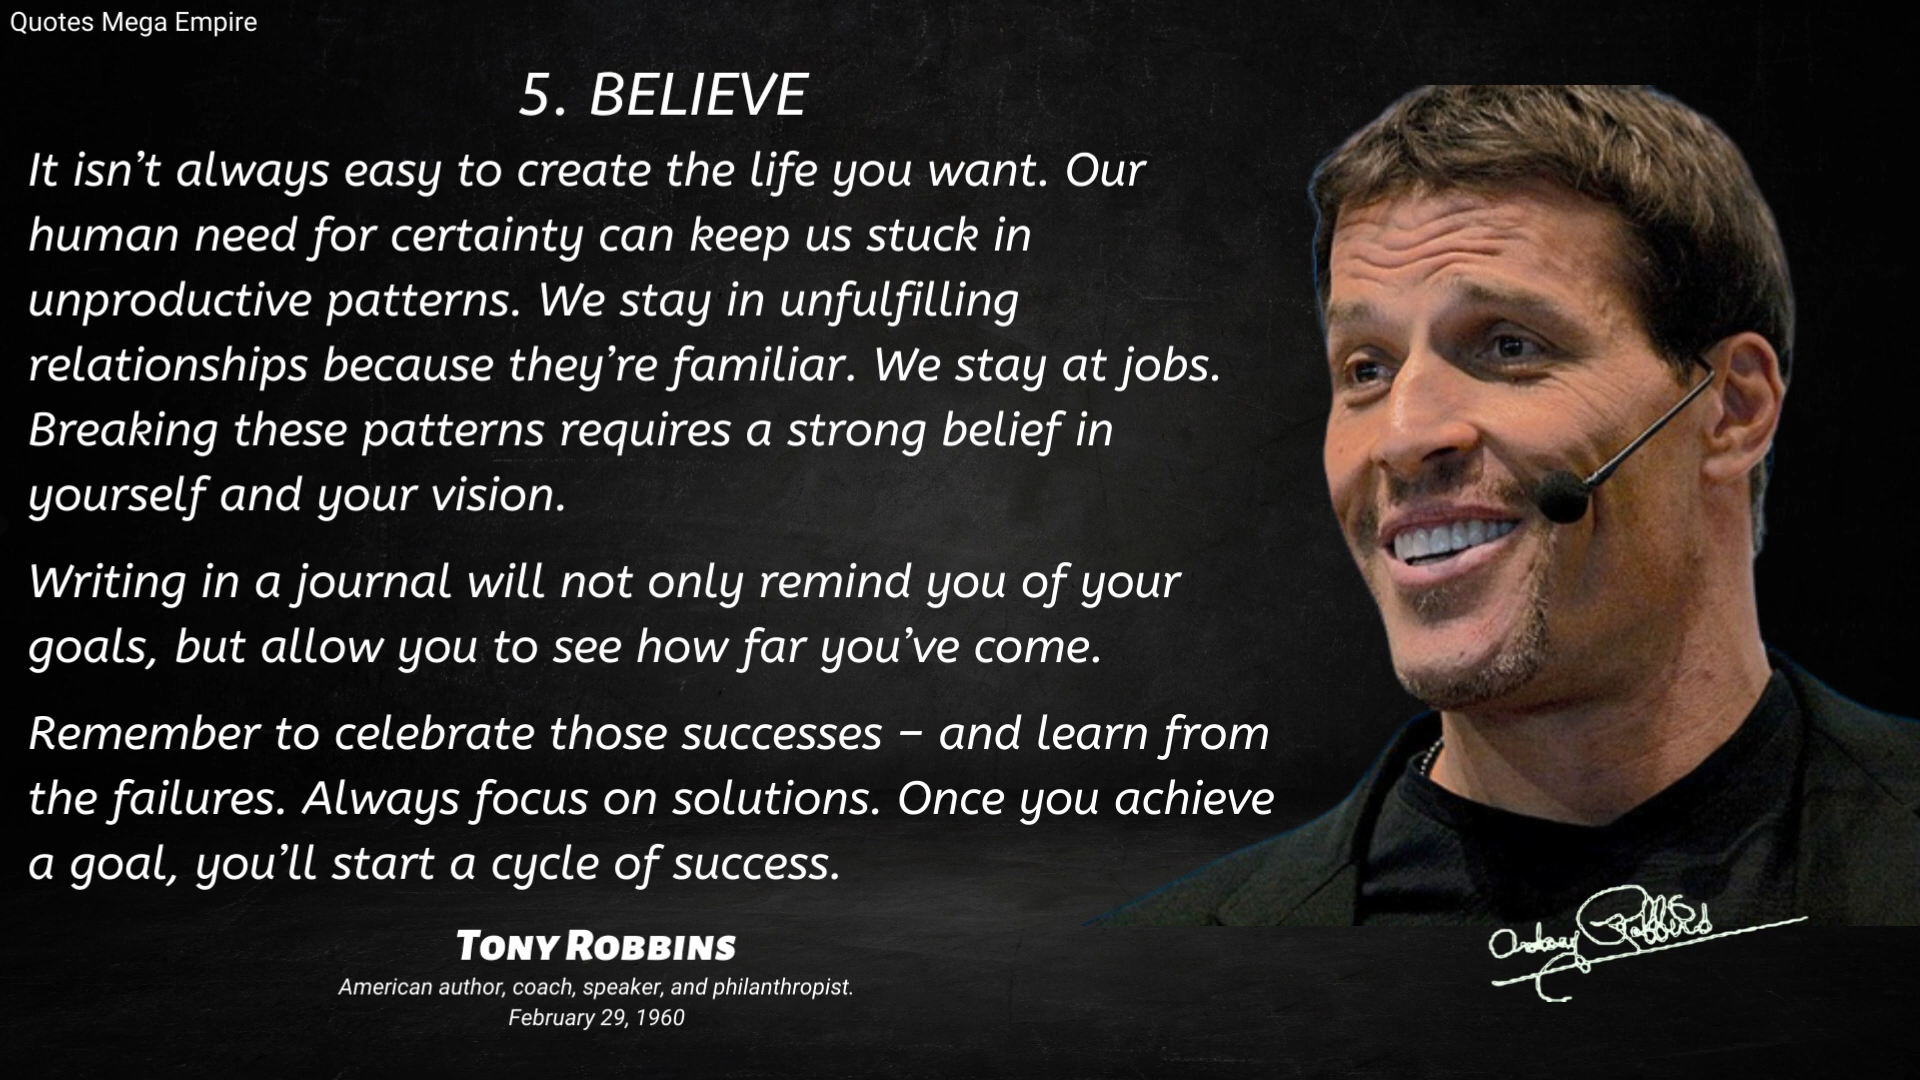 Quotes Mega Empire
5. BELIEVE
It isn’t always easy to create the life you want. Our
human need for certainty can keep us stuck in
unproductive patterns. We stay in unfulfilling
relationships because they’re familiar. We stay at jobs.
Breaking these patterns requires a strong belief in
yourself and your vision.
Writing in a journal will not only remind you of your
goals, but allow you to see how far you’ve come.
Remember to celebrate those successes – and learn from
the failures. Always focus on solutions. Once you achieve
a goal, you’ll start a cycle of success.
TONY ROBBINS
American author, coach, speaker, and philanthropist.
February 29, 1960